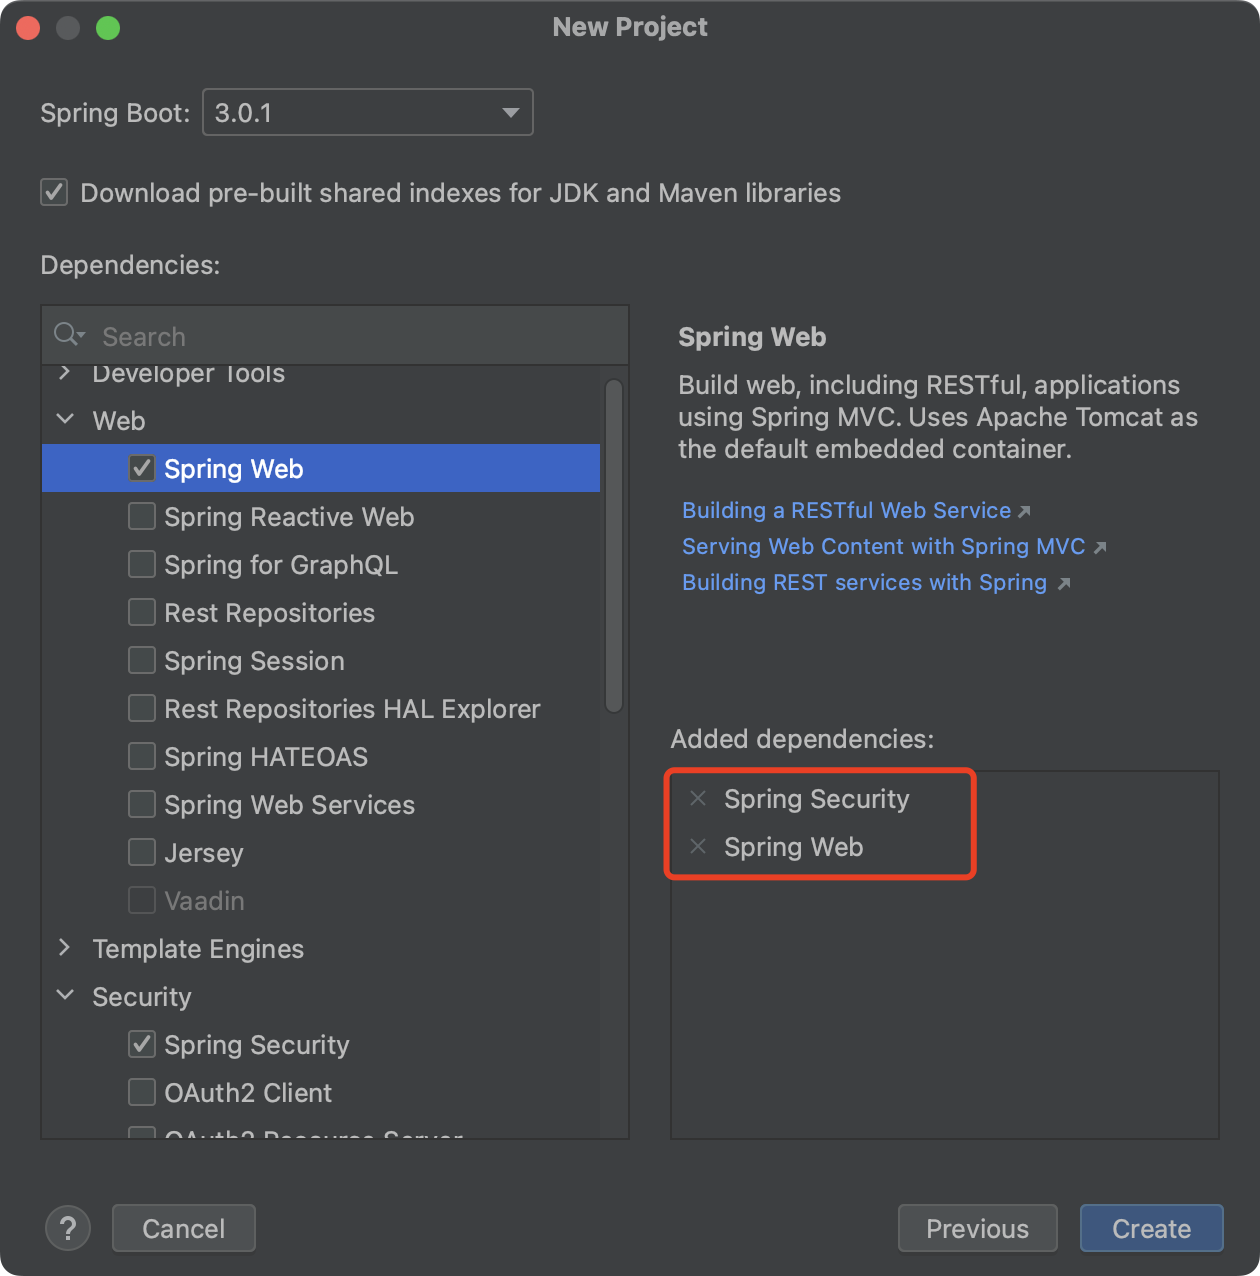 New Project
Spring Boot: 3.0.1
Download pre-built shared indexes for JDK and Maven libraries
Dependencies:
Search
Developer Tools
Web
Spring Web
Spring Reactive Web
Spring for GraphQL
Rest Repositories
Spring Session
Rest Repositories HAL Explorer
Spring HATEOAS
Spring Web Services
Jersey
Vaadin
Template Engines
Security
Spring Security
OAuth2 Client
OAuth2 Resource Server
Spring Web
Build web, including RESTful, applications
using Spring MVC. Uses Apache Tomcat as
the default embedded container.
Building a RESTful Web Service
Serving Web Content with Spring MVC
Building REST services with Spring
Added dependencies:
Spring Security
Spring Web
?
Cancel
Previous
Create